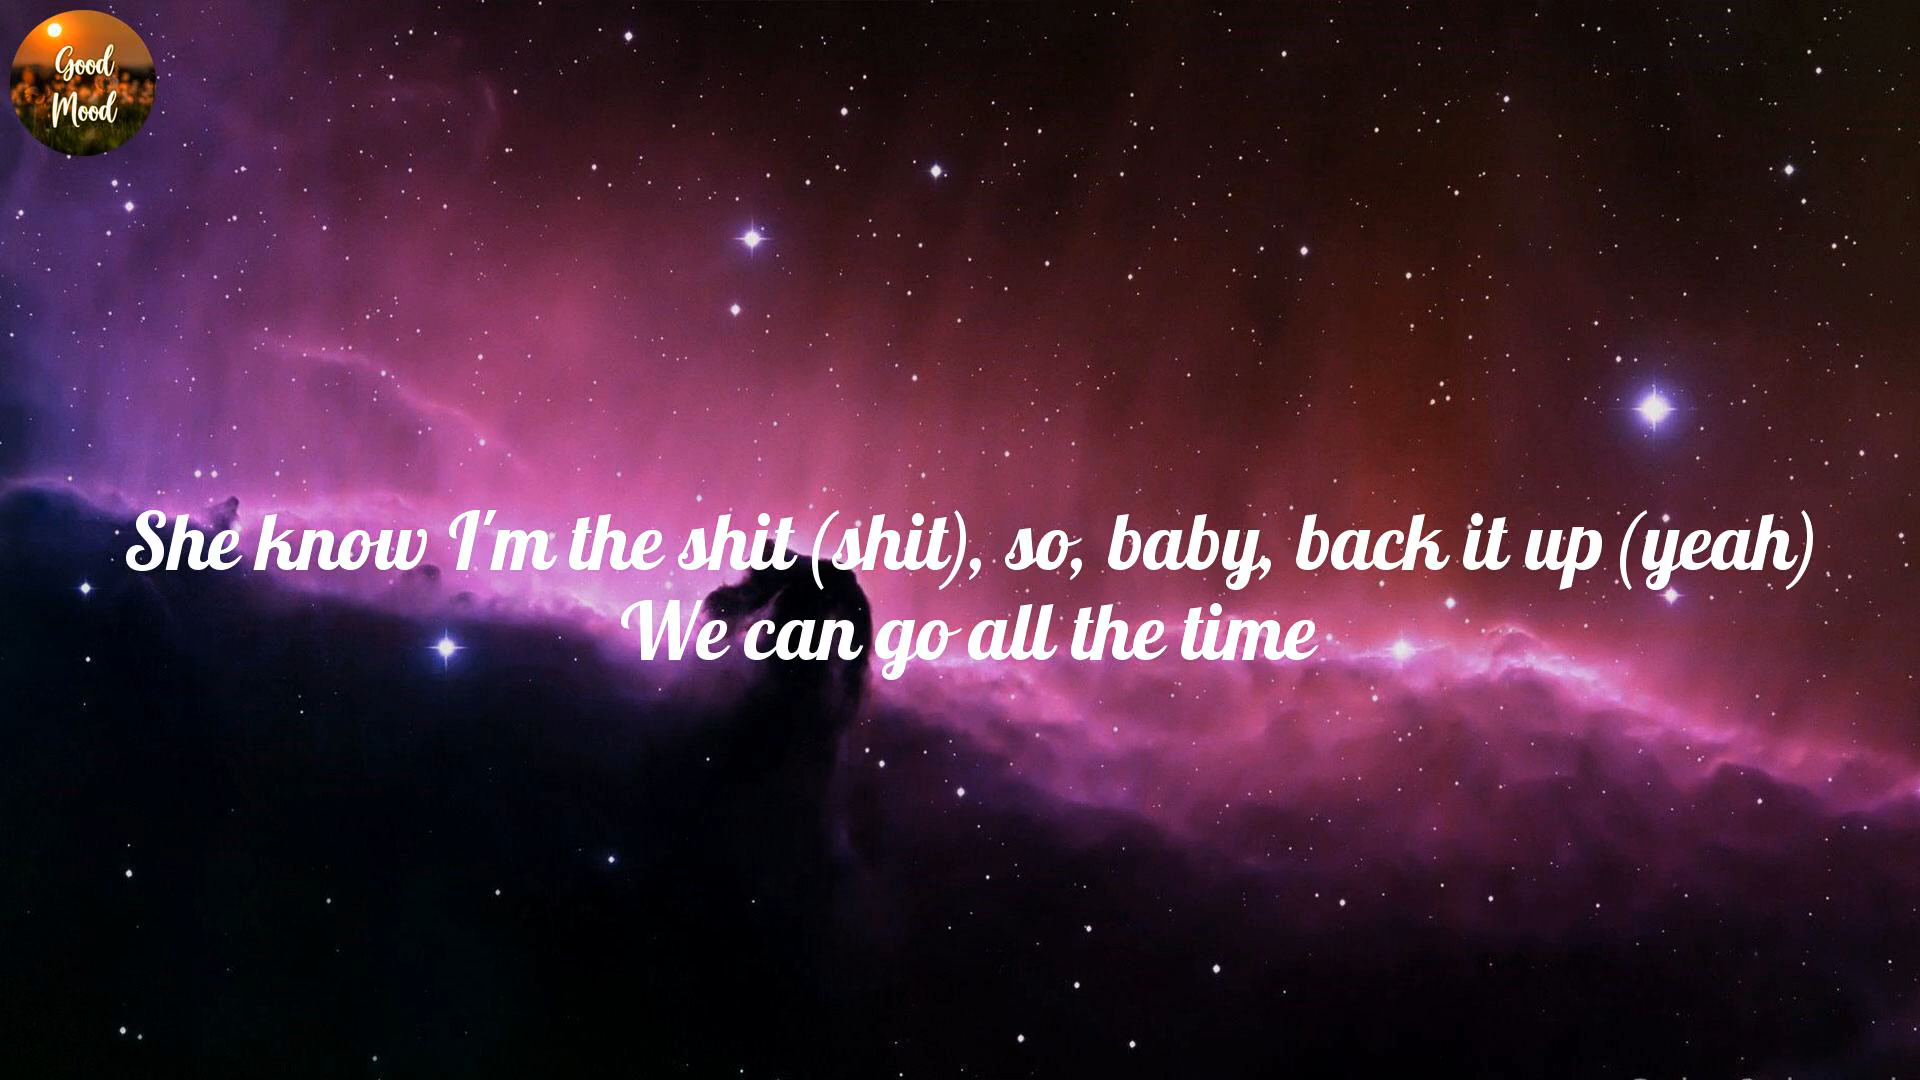 Good
Mood
She know I'm the shit (shit), so, baby, back it up (yeah)
We can go all the time